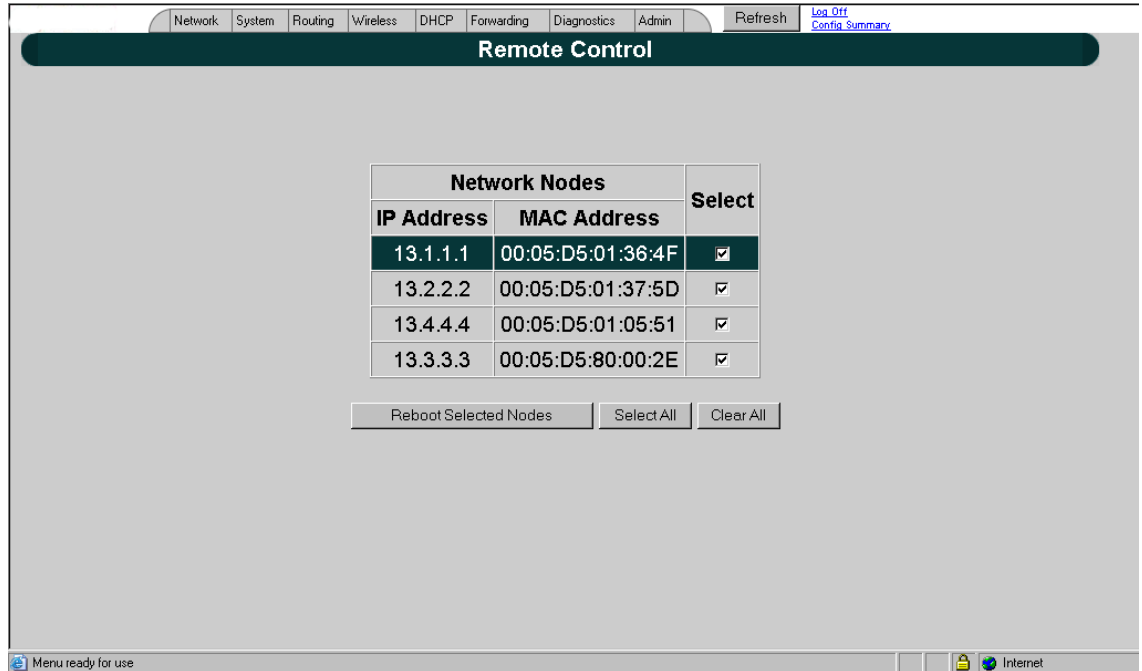 Network System Routing Wireless DHCP Forwarding Diagnostics Admin Refresh Log Off
Config Summary
Remote Control
Network Nodes Select
IP Address MAC Address
13.1.1.1 00:05:D5:01:36:4F
13.2.2.2 00:05:D5:01:37:5D
13.4.4.4 00:05:D5:01:05:51
13.3.3.3 00:05:D5:80:00:2E
Reboot Selected Nodes Select All Clear All
Menu ready for use Internet